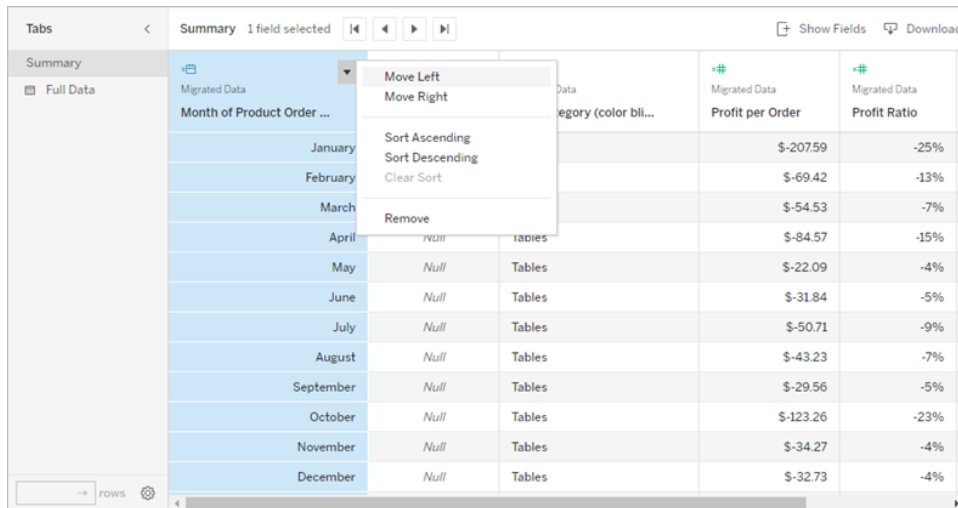 Tabs
Summary 1 field selected
Show Fields Download
Summary
Full Data
Migrated Data
Month of Product Order ...
Move Left
Move Right
Sort Ascending
Sort Descending
Clear Sort
Remove
Data
egory (color bli...
Migrated Data
Profit per Order
Migrated Data
Profit Ratio
January $-207.59 -25%
February $-69.42 -13%
March $-54.53 -7%
April Null Tables $-84.57 -15%
May Null Tables $-22.09 -4%
June Null Tables $-31.84 -5%
July Null Tables $-50.71 -9%
August Null Tables $-43.23 -7%
September Null Tables $-29.56 -5%
October Null Tables $-123.26 -23%
November Null Tables $-34.27 -4%
December Null Tables $-32.73 -4%
rows